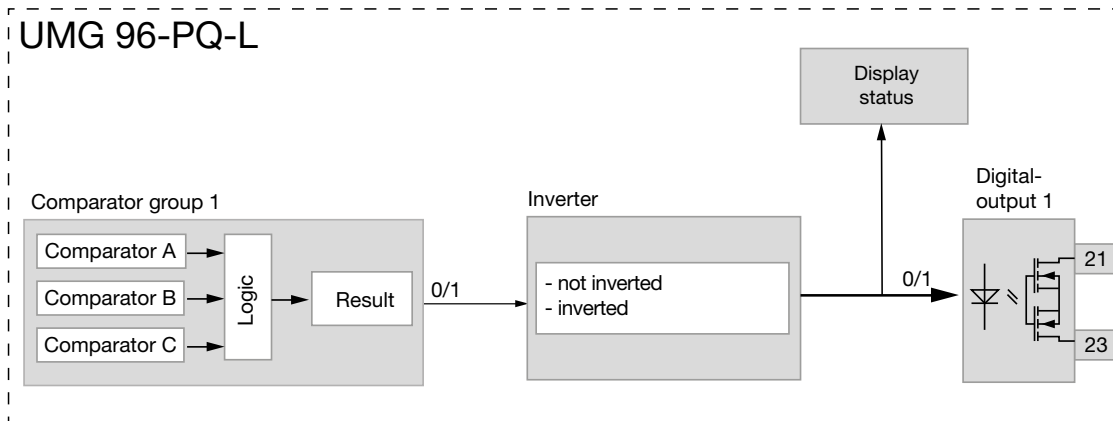 UMG 96-PQ-L
Display
status
Comparator group 1
Comparator A
Comparator B
Comparator C
Logic
Result
0/1
Inverter
- not inverted
- inverted
0/1
Digital-
output 1
21
23